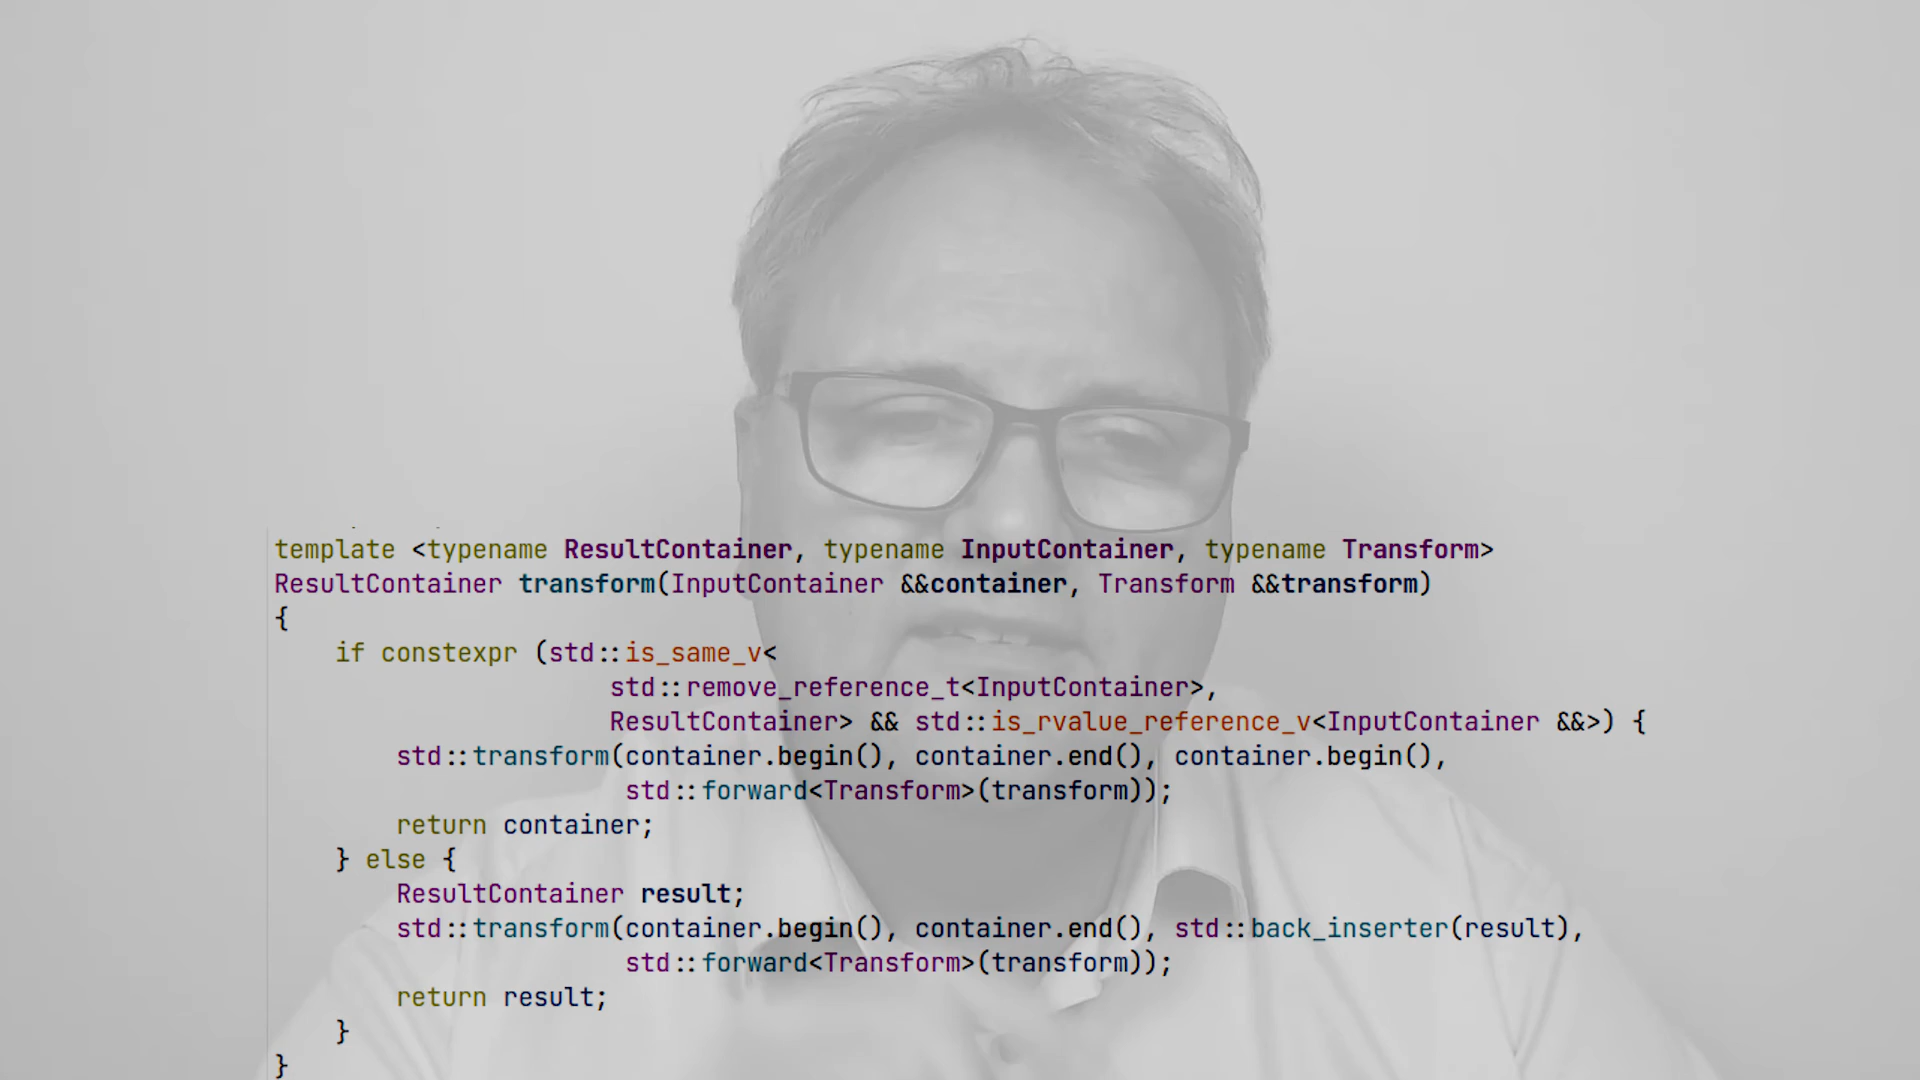 template <typename ResultContainer, typename InputContainer, typename Transform>
ResultContainer transform(InputContainer &&container, Transform &&transform)
{
    if constexpr (std::is_same_v<
                      std::remove_reference_t<InputContainer>,
                      ResultContainer> && std::is_rvalue_reference_v<InputContainer &&>) {
        std::transform(container.begin(), container.end(), container.begin(),
                       std::forward<Transform>(transform));
        return container;
    } else {
        ResultContainer result;
        std::transform(container.begin(), container.end(), std::back_inserter(result),
                       std::forward<Transform>(transform));
        return result;
    }
}